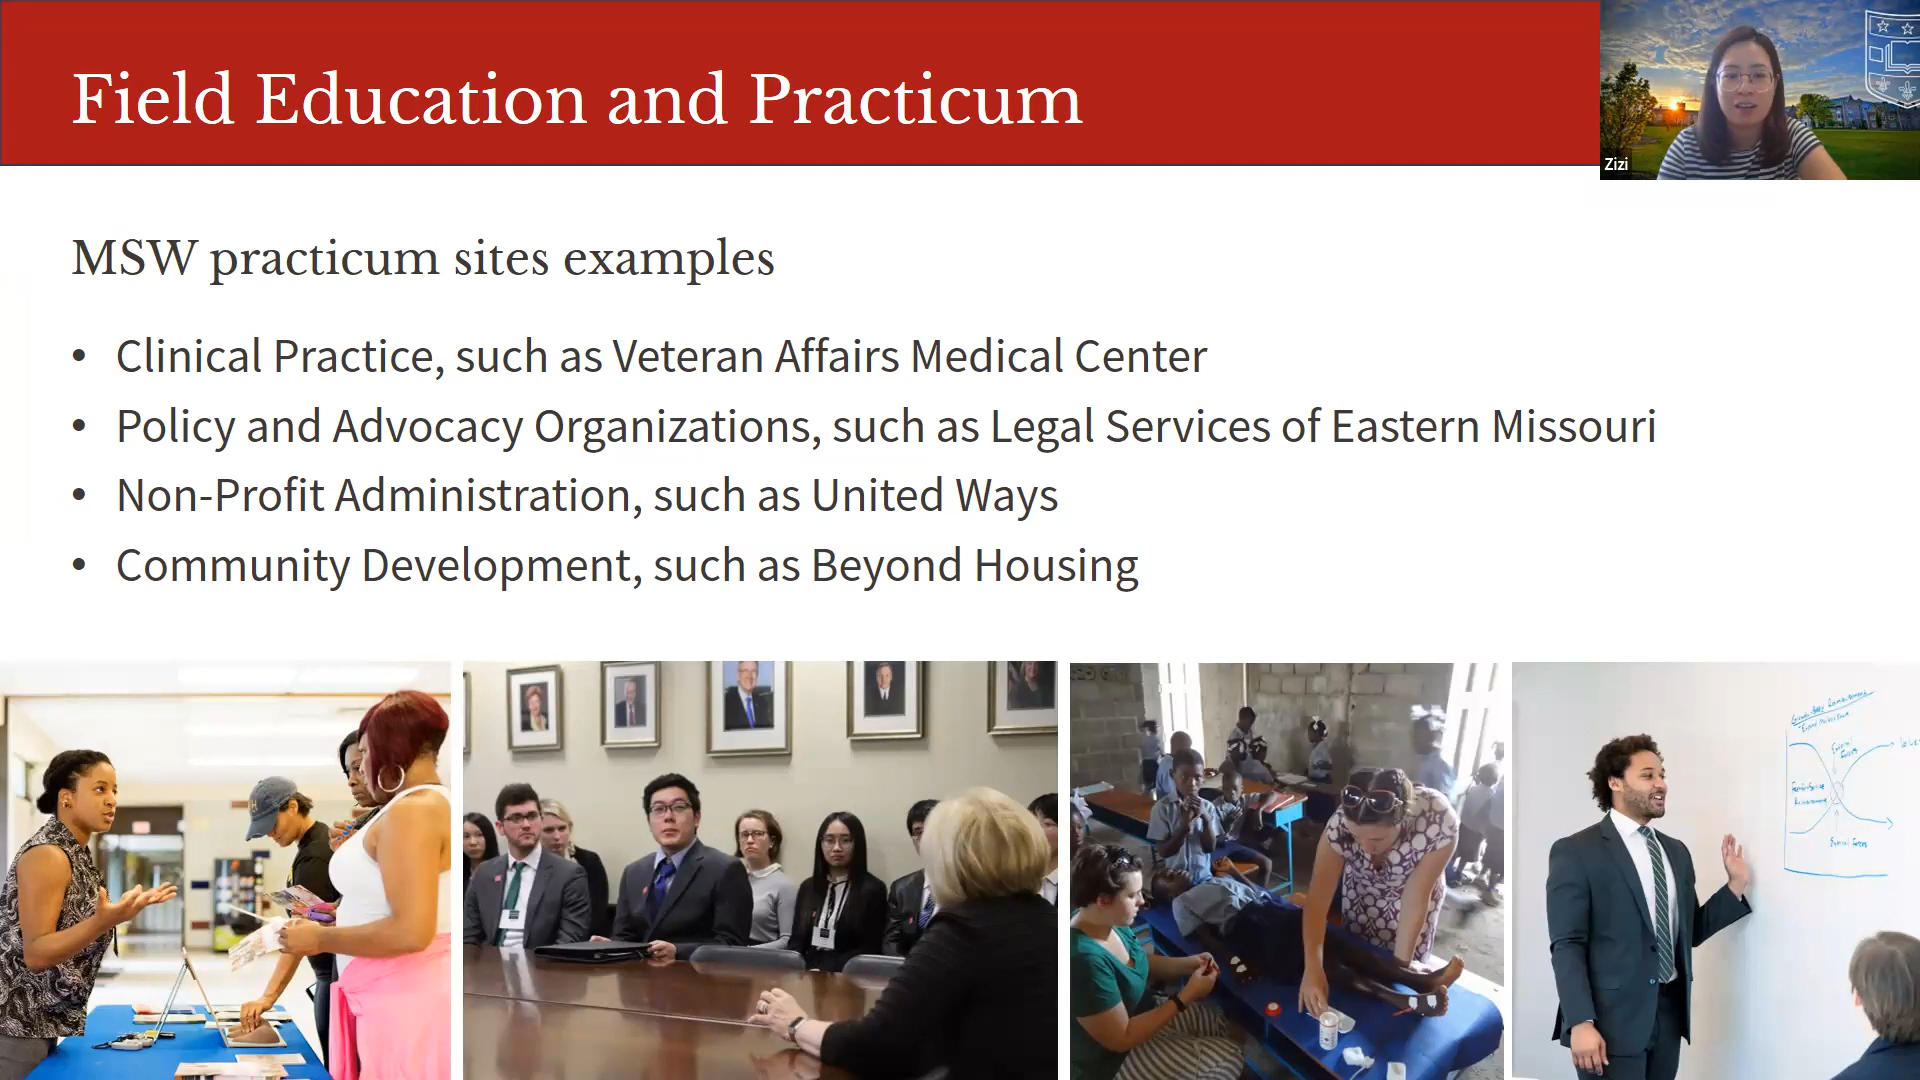 Field Education and Practicum
Zizi
MSW practicum sites examples
• Clinical Practice, such as Veteran Affairs Medical Center
• Policy and Advocacy Organizations, such as Legal Services of Eastern Missouri
• Non-Profit Administration, such as United Ways
• Community Development, such as Beyond Housing